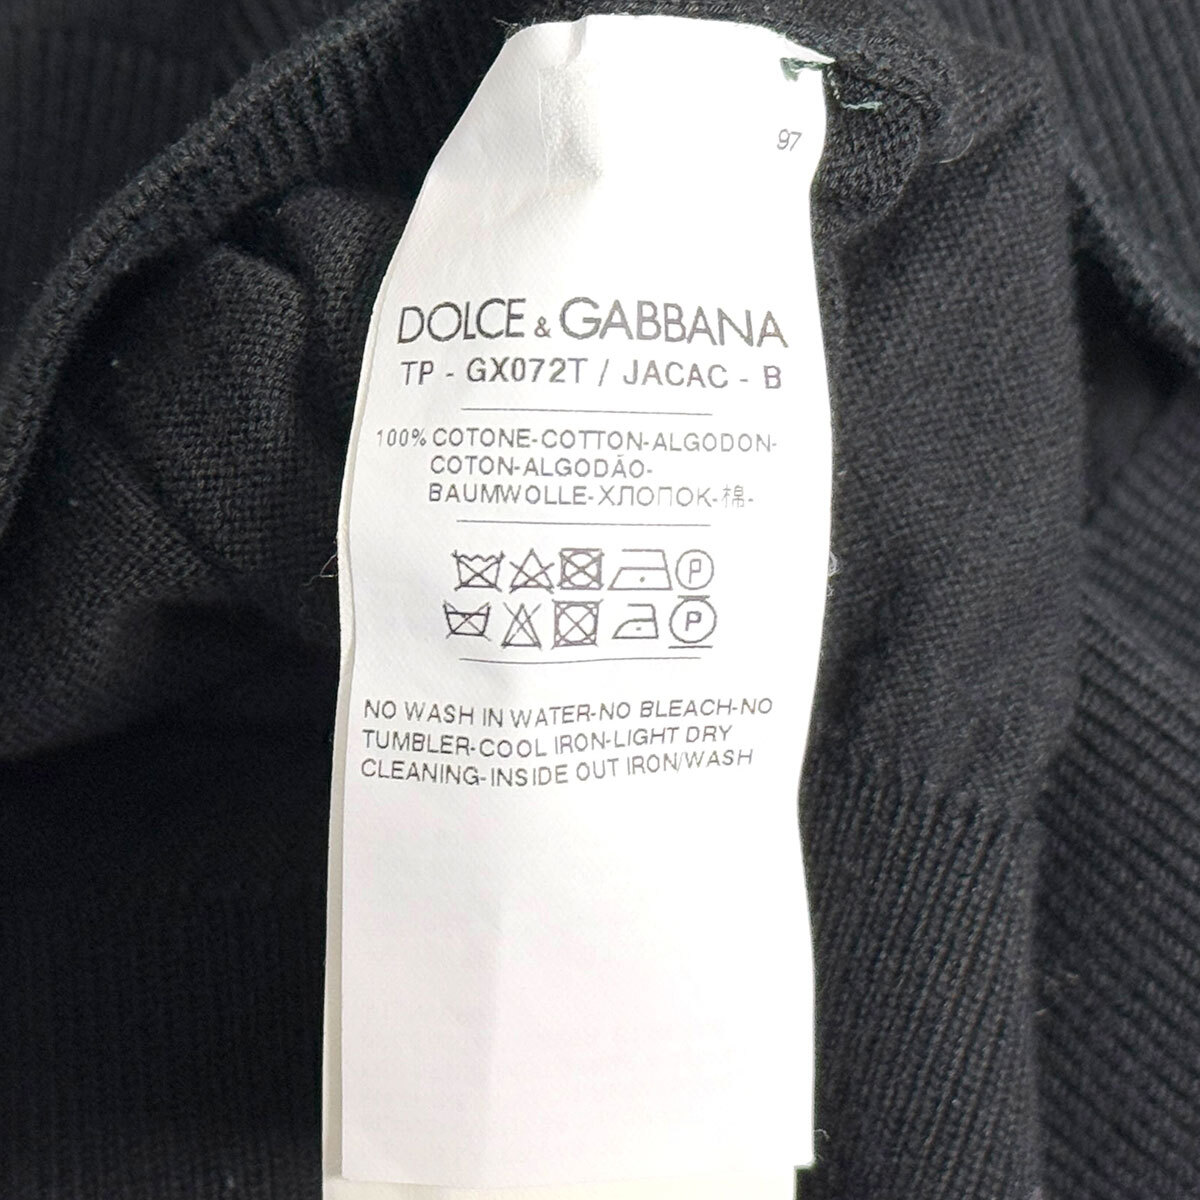 97
DOLCE & GABBANA
TP - GX072T / JACAC - B
100% COTONE-COTTON-ALGODON-
COTON-ALGODÃO-
BAUMWOLLE-ХЛОПОК-棉-
P
P
NO WASH IN WATER-NO BLEACH-NO
TUMBLER-COOL IRON-LIGHT DRY
CLEANING-INSIDE OUT IRON/WASH